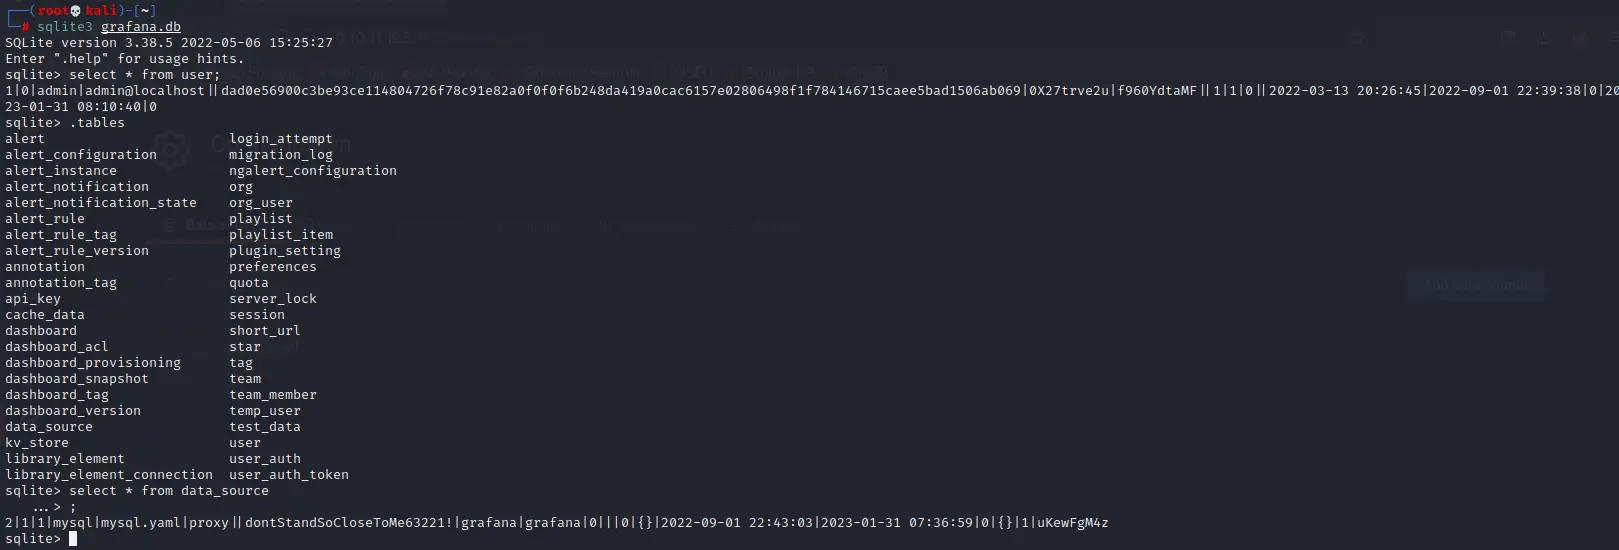 ┌──(root💀kali)-[~]
└─# sqlite3 grafana.db
SQLite version 3.38.5 2022-05-06 15:25:27
Enter ".help" for usage hints.
sqlite> select * from user;
1|0|admin|admin@localhost||dad0e56900c3be93ce114804726f78c91e82a0f0f0f6b248da419a0cac6157e02806498f1f784146715caee5bad1506ab069|0X27trve2u|f960YdtaMF||1|1|0||2022-03-13 20:26:45|2022-09-01 22:39:38|0|20
23-01-31 08:10:40|0
sqlite> .tables
alert                        login_attempt
alert_configuration          migration_log
alert_instance               ngalert_configuration
alert_notification           org
alert_notification_state     org_user
alert_rule                   playlist
alert_rule_tag               playlist_item
alert_rule_version           plugin_setting
annotation                   preferences
annotation_tag               quota
api_key                      server_lock
cache_data                   session
dashboard                    short_url
dashboard_acl                star
dashboard_provisioning       tag
dashboard_snapshot           team
dashboard_tag                team_member
dashboard_version            temp_user
data_source                  test_data
kv_store                     user
library_element              user_auth
library_element_connection   user_auth_token
sqlite> select * from data_source
   ...> ;
2|1|1|mysql|mysql.yaml|proxy||dontStandSoCloseToMe63221!|grafana|grafana|0|||0|{}|2022-09-01 22:43:03|2023-01-31 07:36:59|0|{}|1|uKewFgM4z
sqlite>